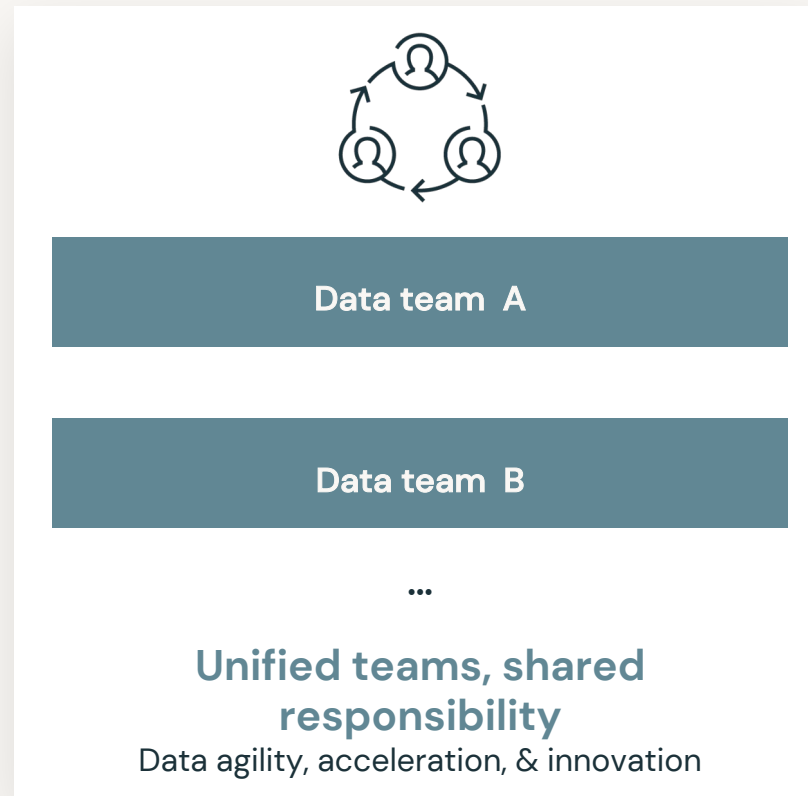 Data team A
Data team B
...
Unified teams, shared
responsibility
Data agility, acceleration, & innovation